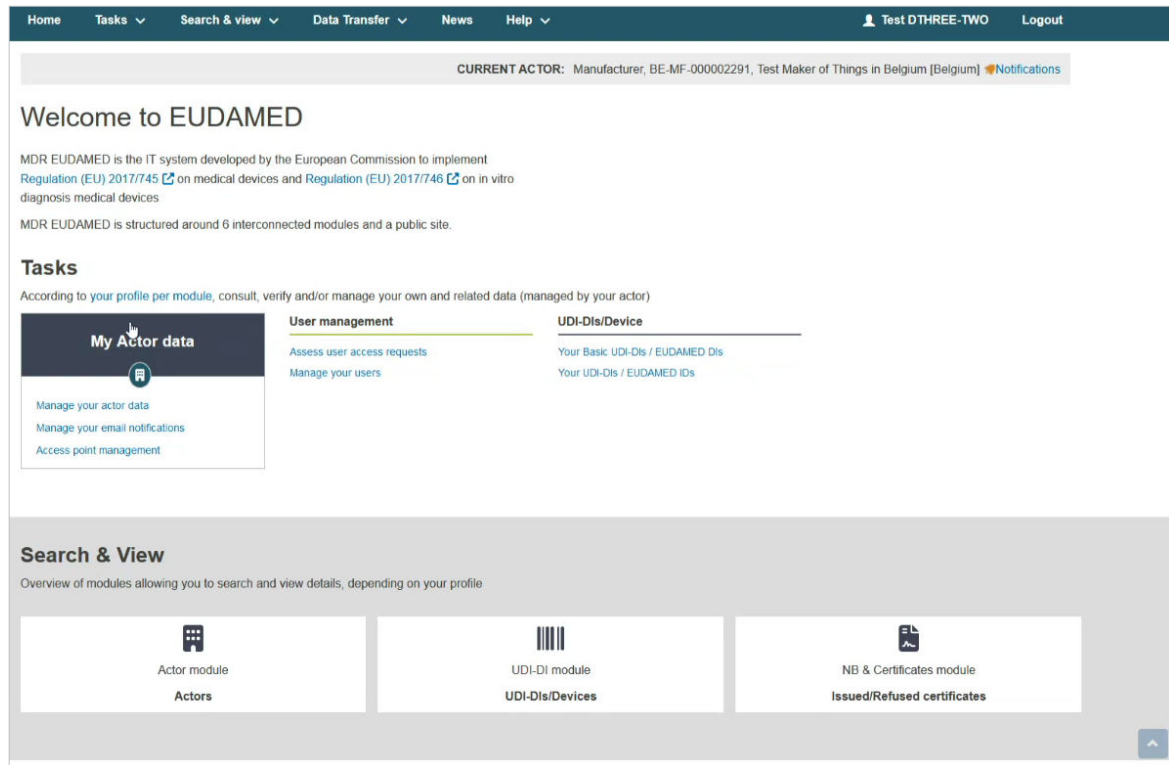 Home Tasks Search & view Data Transfer News Help Test DTHREE-TWO Logout
CURRENT ACTOR: Manufacturer, BE-MF-000002291, Test Maker of Things in Belgium [Belgium] Notifications
Welcome to EUDAMED
MDR EUDAMED is the IT system developed by the European Commission to implement
Regulation (EU) 2017/745 on medical devices and Regulation (EU) 2017/746 on in vitro
diagnosis medical devices
MDR EUDAMED is structured around 6 interconnected modules and a public site.
Tasks
According to your profile per module, consult, verify and/or manage your own and related data (managed by your actor)
My Actor data
Manage your actor data
Manage your email notifications
Access point management
User management
Assess user access requests
Manage your users
UDI-DIs/Device
Your Basic UDI-DIs / EUDAMED DIs
Your UDI-DIs / EUDAMED IDs
Search & View
Overview of modules allowing you to search and view details, depending on your profile
Actor module
Actors
UDI-DI module
UDI-DIs/Devices
NB & Certificates module
Issued/Refused certificates